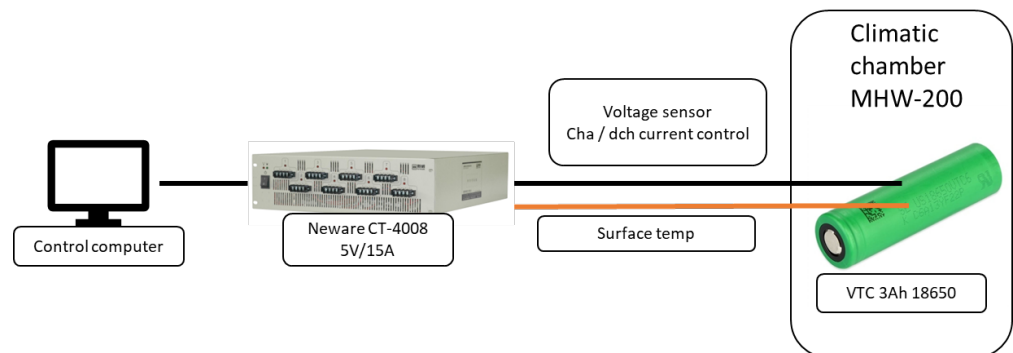 Climatic
chamber
MHW-200
Voltage sensor
Cha / dch current control
Control computer
Neware CT-4008
5V/15A
Surface temp
VTC 3Ah 18650